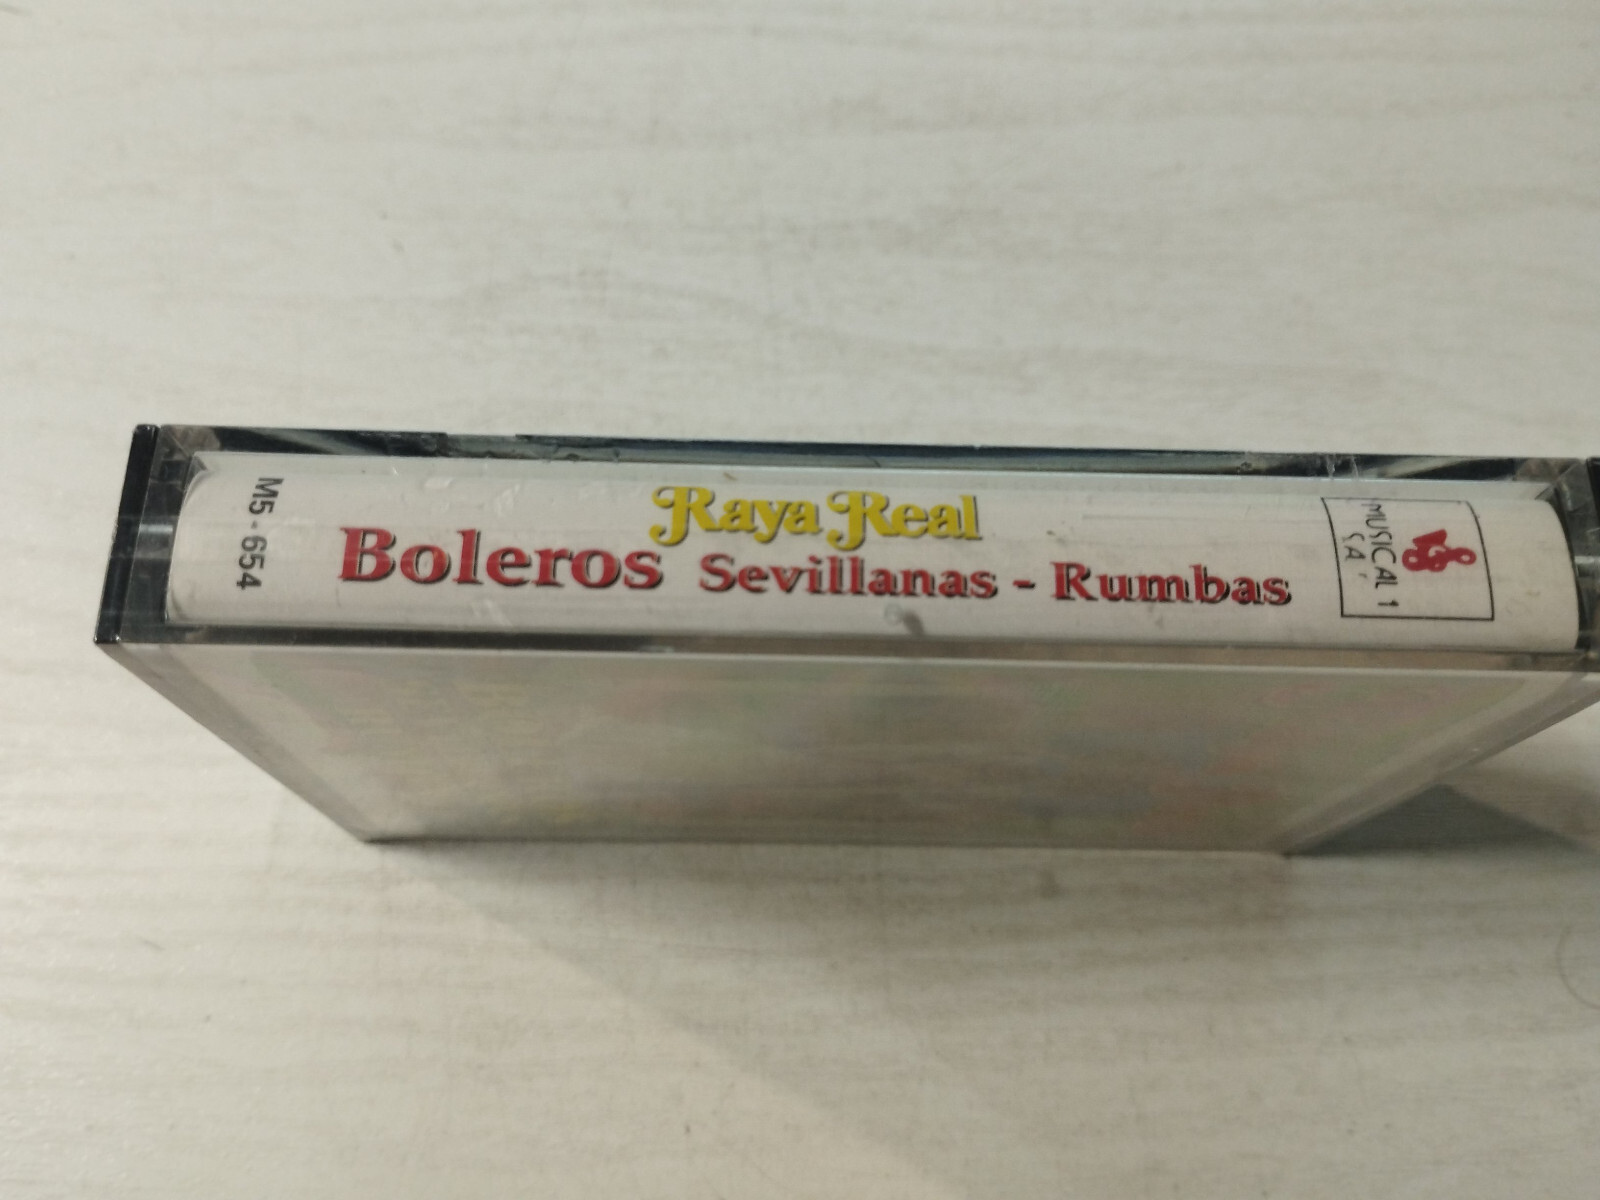 M5-654
Raya Real
Boleros Sevillanas - Rumbas
MUSICAL 1
S.A.